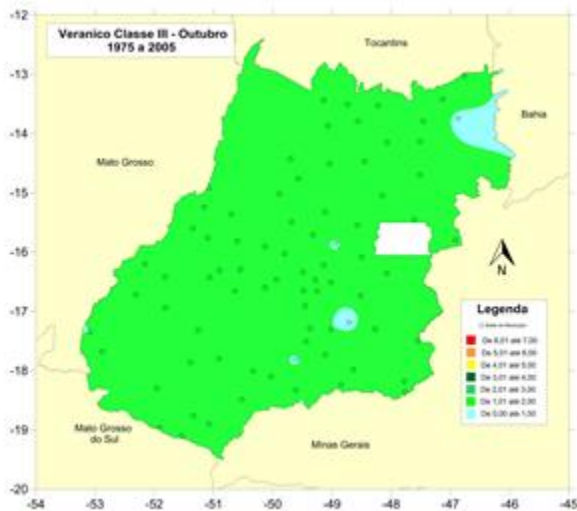 Veranico Classe III - Outubro
1975 a 2005
Tocantins
Bahia
Mato Grosso
N
Legenda
De 6,01 até 7,00
De 5,01 até 6,00
De 4,01 até 5,00
De 3,01 até 4,00
De 2,01 até 3,00
De 1,01 até 2,00
De 0,00 até 1,00
Mato Grosso
do Sul
Minas Gerais
-12
-13
-14
-15
-16
-17
-18
-19
-20
-54 -53 -52 -51 -50 -49 -48 -47 -46 -45